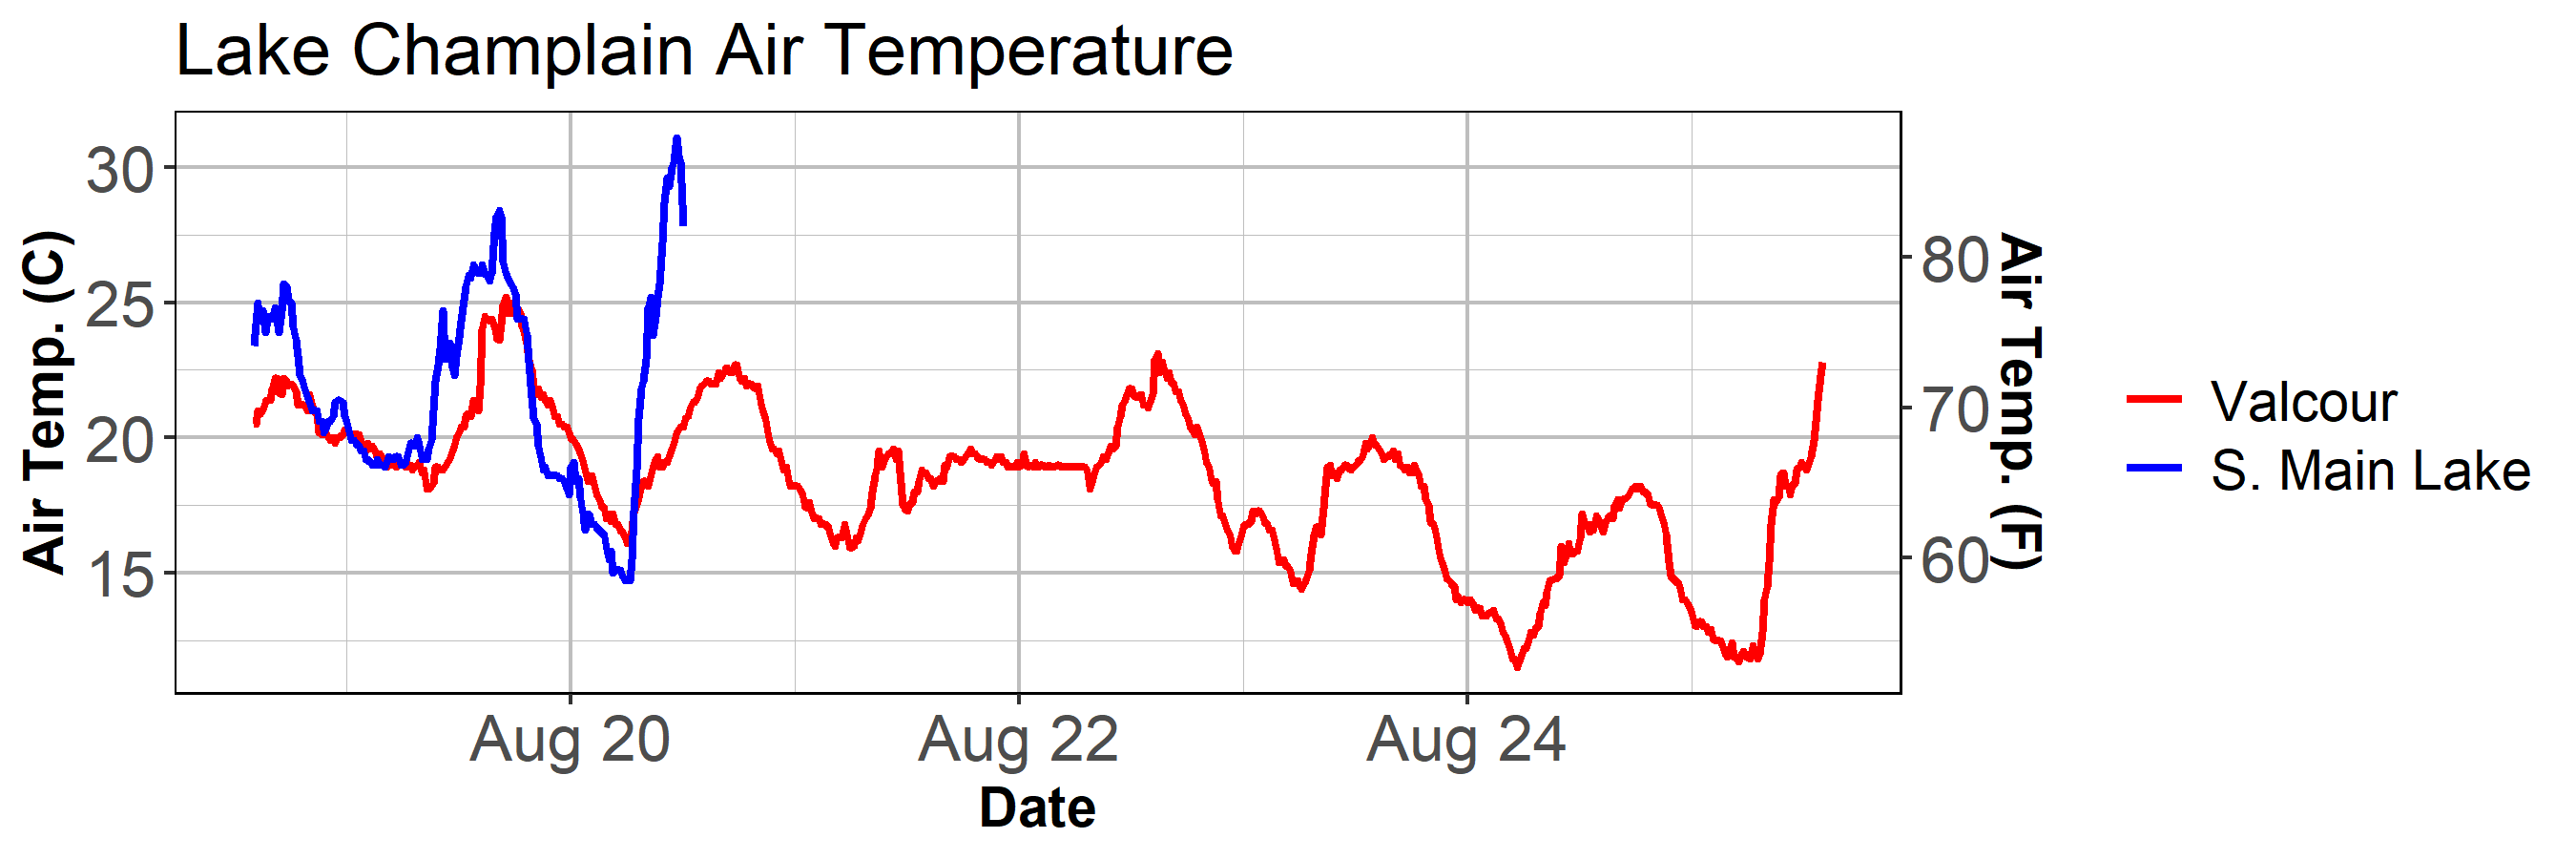 Lake Champlain Air Temperature
Air Temp. (C)
30
25
20
15
80
70
60
Air Temp. (F)
Aug 20
Aug 22
Aug 24
Date
Valcour
S. Main Lake